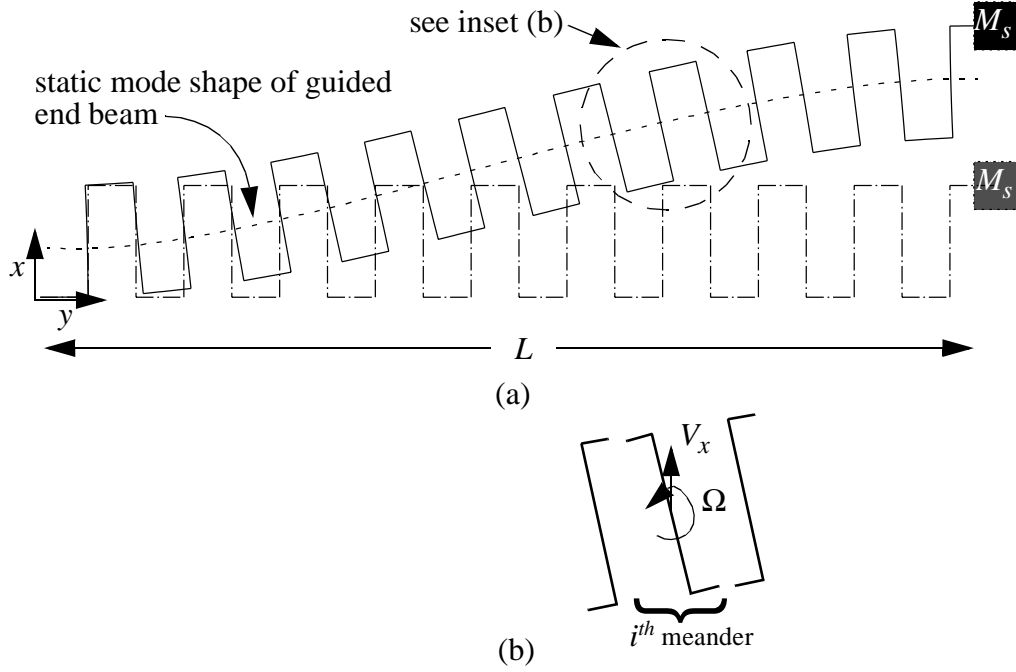 see inset (b)
M_s
static mode shape of guided
end beam
M_s
x
y
L
(a)
V_x
Ω
i^th meander
(b)